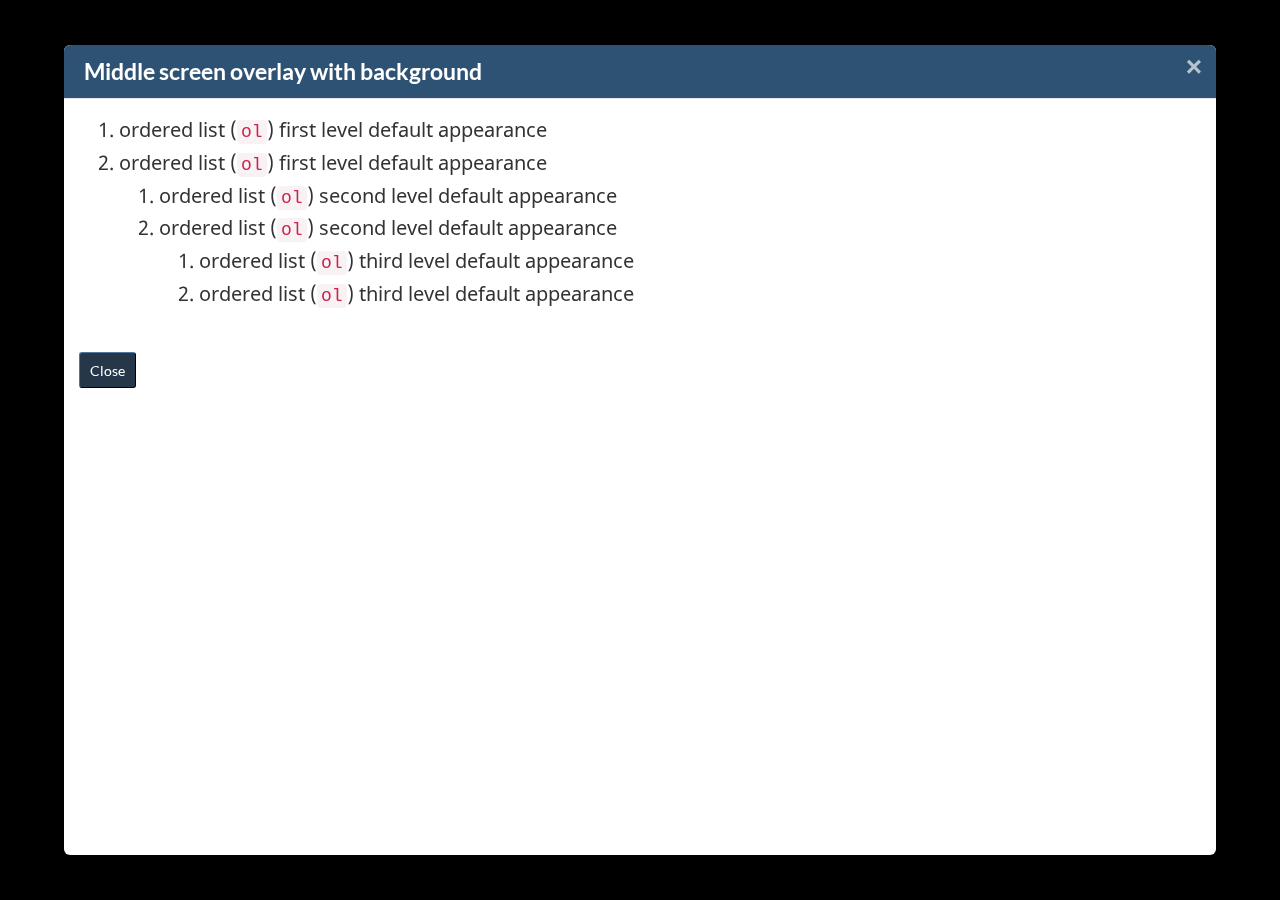 Middle screen overlay with background
×
1. ordered list ( ol ) first level default appearance
2. ordered list ( ol ) first level default appearance
1. ordered list ( ol ) second level default appearance
2. ordered list ( ol ) second level default appearance
1. ordered list ( ol ) third level default appearance
2. ordered list ( ol ) third level default appearance
Close